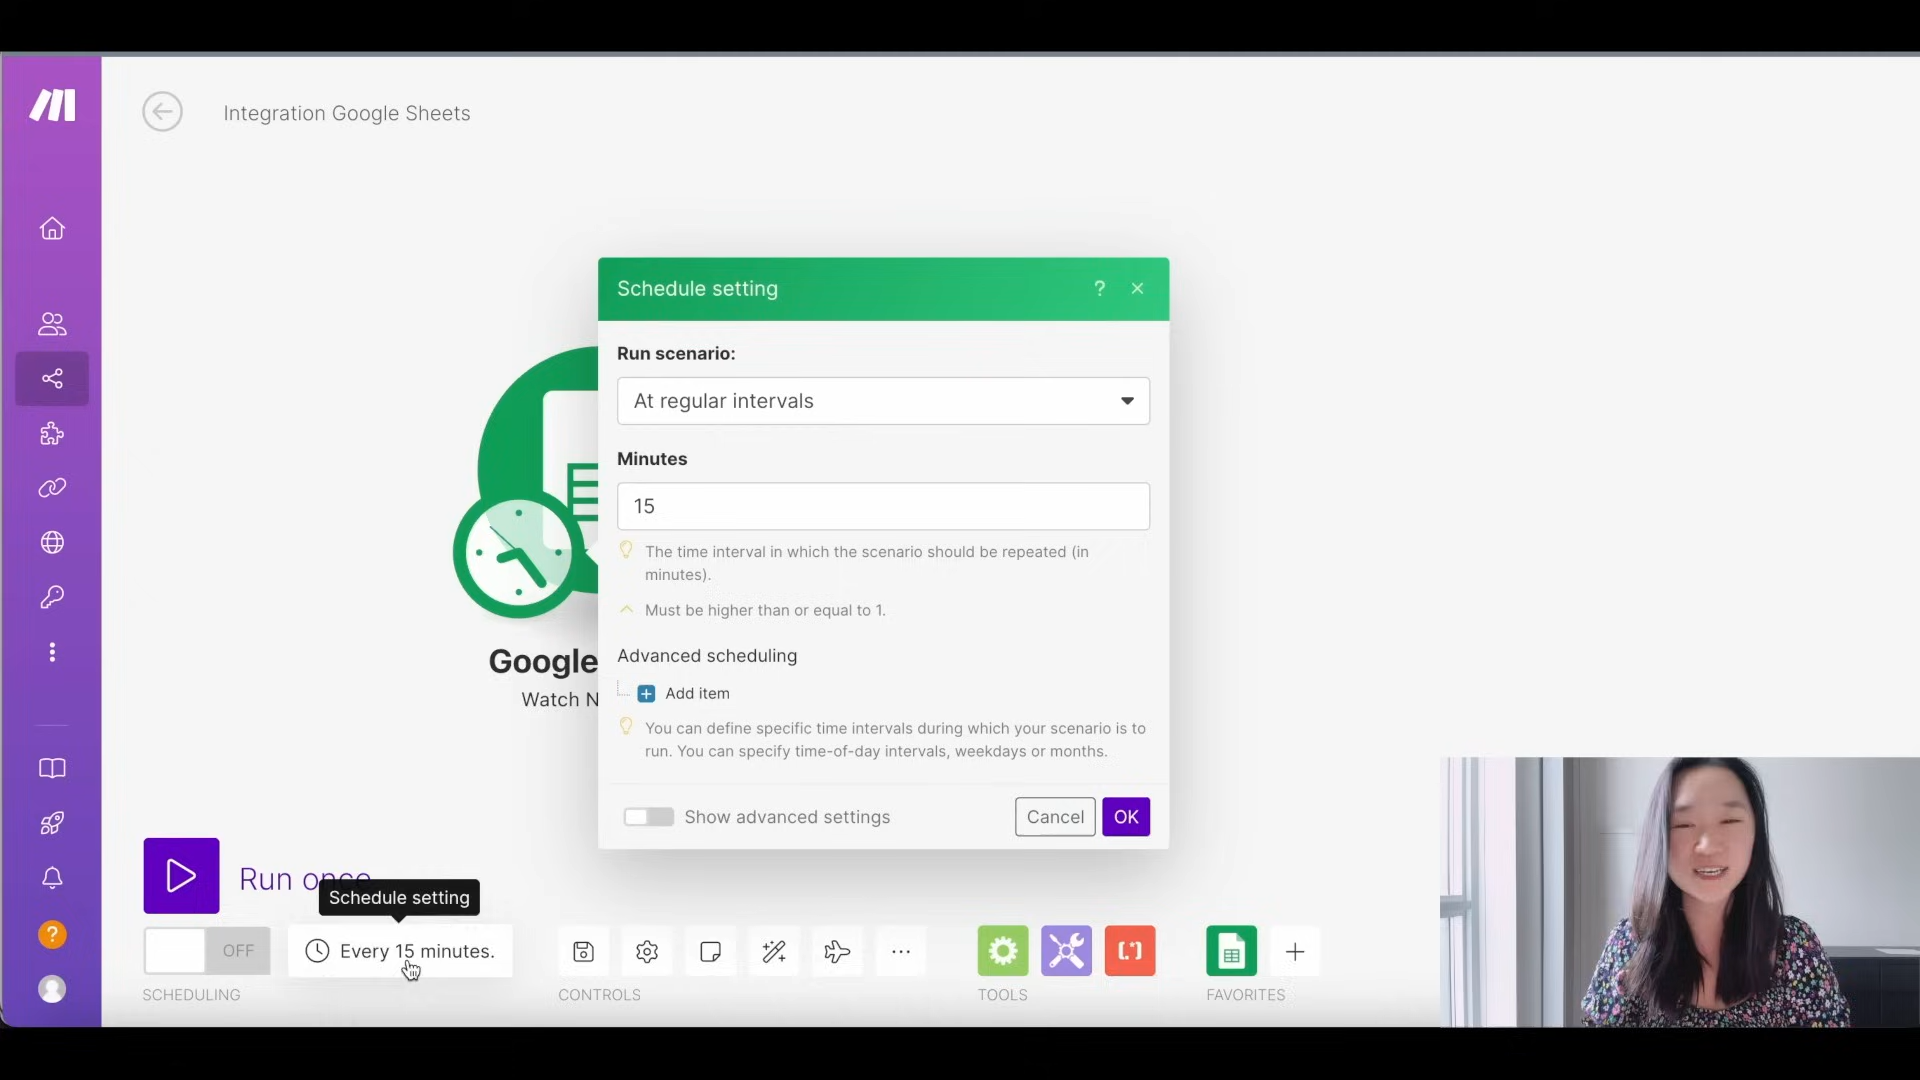 Integration Google Sheets
Schedule setting
?
Run scenario:
At regular intervals
Minutes
15
The time interval in which the scenario should be repeated (in
minutes).
Must be higher than or equal to 1.
Advanced scheduling
Add item
You can define specific time intervals during which your scenario is to
run. You can specify time-of-day intervals, weekdays or months.
Show advanced settings
Cancel
OK
Google
Watch N
Run once
Schedule setting
OFF
Every 15 minutes.
SCHEDULING
CONTROLS
TOOLS
FAVORITES
?